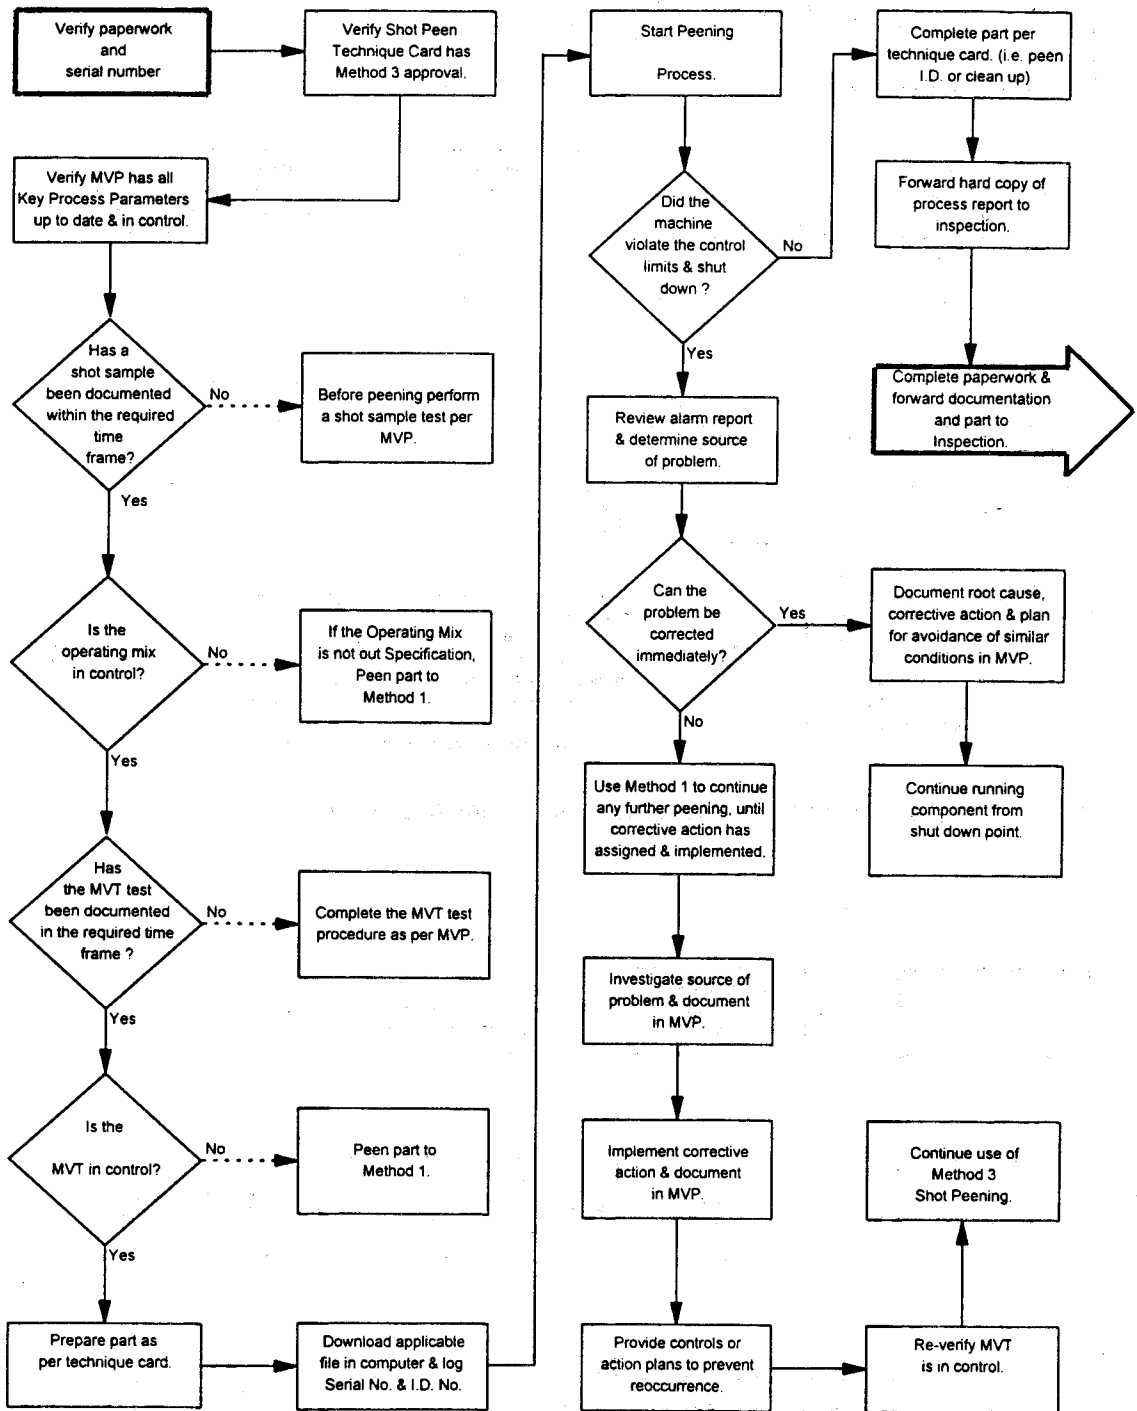 Verify paperwork
and
serial number
Verify Shot Peen
Technique Card has
Method 3 approval.
Verify MVP has all
Key Process Parameters
up to date & in control.
Has a
shot sample
been documented
within the required
time
frame?
No
Before peening perform
a shot sample test per
MVP.
Yes
Is the
operating mix
in control?
No
If the Operating Mix
is not out Specification,
Peen part to
Method 1.
Yes
Has
the MVT test
been documented
in the required time
frame ?
No
Complete the MVT test
procedure as per MVP.
Yes
Is the
MVT in control?
No
Peen part to
Method 1.
Yes
Prepare part as
per technique card.
Download applicable
file in computer & log
Serial No. & I.D. No.
Start Peening
Process.
Did the
machine
violate the control
limits & shut
down ?
No
Complete part per
technique card. (i.e. peen
I.D. or clean up)
Forward hard copy of
process report to
inspection.
Complete paperwork &
forward documentation
and part to
Inspection.
Yes
Review alarm report
& determine source
of problem.
Can the
problem be
corrected
immediately?
Yes
Document root cause,
corrective action & plan
for avoidance of similar
conditions in MVP.
Continue running
component from
shut down point.
No
Use Method 1 to continue
any further peening, until
corrective action has
assigned & implemented.
Investigate source of
problem & document
in MVP.
Implement corrective
action & document
in MVP.
Provide controls or
action plans to prevent
reoccurrence.
Re-verify MVT
is in control.
Continue use of
Method 3
Shot Peening.